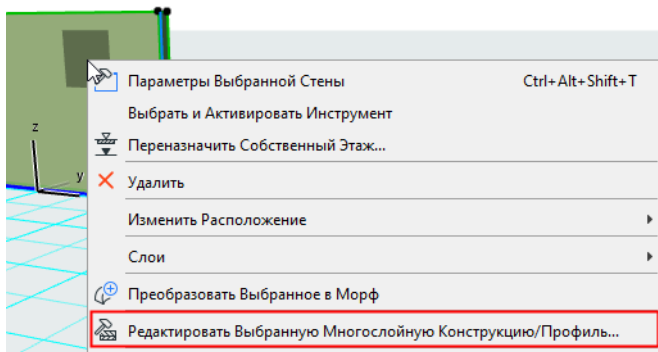 Параметры Выбранной Стены Ctrl+Alt+Shift+T
Выбрать и Активировать Инструмент
z
Переназначить Собственный Этаж...
y
Удалить
Изменить Расположение
Слои
Преобразовать Выбранное в Морф
Редактировать Выбранную Многослойную Конструкцию/Профиль...